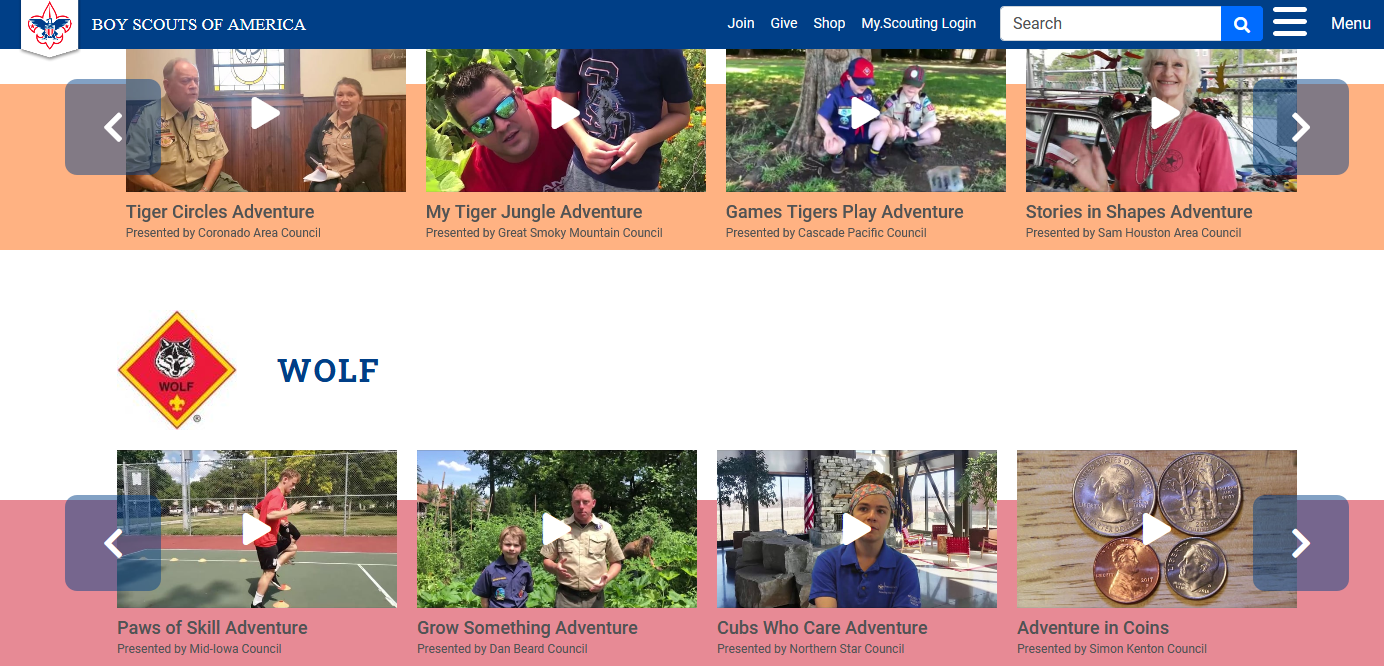 BOY SCOUTS OF AMERICA
Join Give Shop My.Scouting Login
Search
Menu
Tiger Circles Adventure
Presented by Coronado Area Council
My Tiger Jungle Adventure
Presented by Great Smoky Mountain Council
Games Tigers Play Adventure
Presented by Cascade Pacific Council
Stories in Shapes Adventure
Presented by Sam Houston Area Council
WOLF
®
WOLF
Paws of Skill Adventure
Presented by Mid-Iowa Council
Grow Something Adventure
Presented by Dan Beard Council
Cubs Who Care Adventure
Presented by Northern Star Council
Adventure in Coins
Presented by Simon Kenton Council